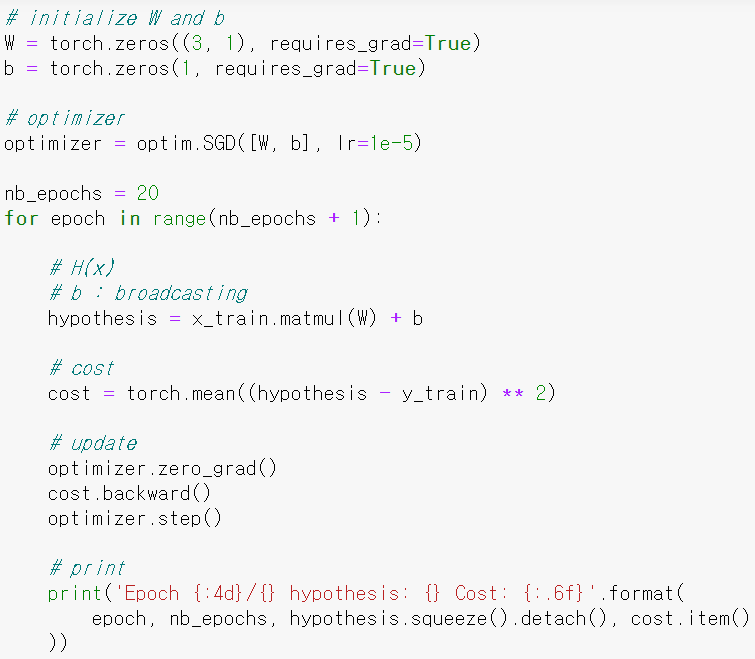 # initialize W and b
W = torch.zeros((3, 1), requires_grad=True)
b = torch.zeros(1, requires_grad=True)

# optimizer
optimizer = optim.SGD([W, b], lr=1e-5)

nb_epochs = 20
for epoch in range(nb_epochs + 1):

    # H(x)
    # b : broadcasting
    hypothesis = x_train.matmul(W) + b

    # cost
    cost = torch.mean((hypothesis - y_train) ** 2)

    # update
    optimizer.zero_grad()
    cost.backward()
    optimizer.step()

    # print
    print('Epoch {:4d}/{} hypothesis: {} Cost: {:.6f}'.format(
        epoch, nb_epochs, hypothesis.squeeze().detach(), cost.item()
    ))